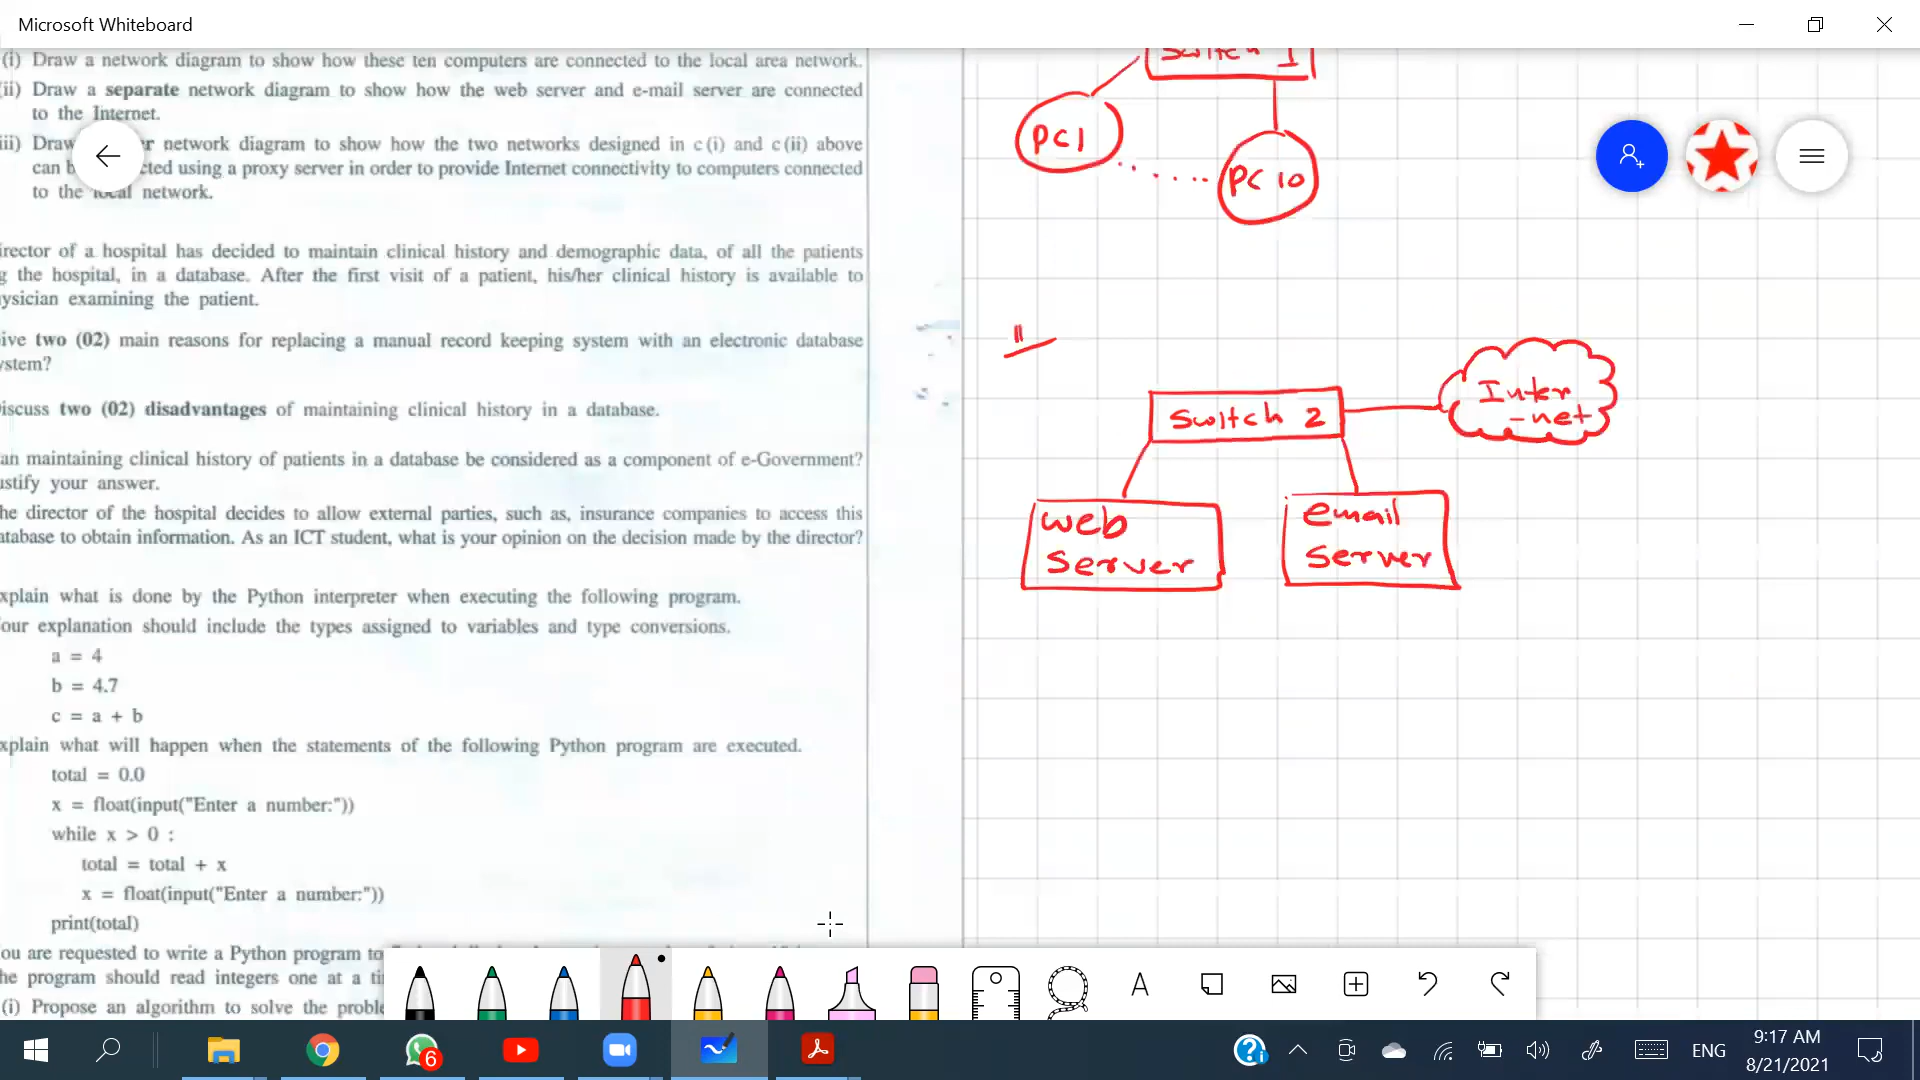 Microsoft Whiteboard
(i) Draw a network diagram to show how these ten computers are connected to the local area network.
ii) Draw a separate network diagram to show how the web server and e-mail server are connected
to the Internet.
iii) Draw network diagram to show how the two networks designed in c(i) and c(ii) above
can b cted using a proxy server in order to provide Internet connectivity to computers connected
to the local network.
irector of a hospital has decided to maintain clinical history and demographic data, of all the patients
g the hospital, in a database. After the first visit of a patient, his/her clinical history is available to
ysician examining the patient.
ive two (02) main reasons for replacing a manual record keeping system with an electronic database
ystem?
iscuss two (02) disadvantages of maintaining clinical history in a database.
an maintaining clinical history of patients in a database be considered as a component of e-Government?
ustify your answer.
he director of the hospital decides to allow external parties, such as, insurance companies to access this
atabase to obtain information. As an ICT student, what is your opinion on the decision made by the director?
xplain what is done by the Python interpreter when executing the following program.
our explanation should include the types assigned to variables and type conversions.
a = 4
b = 4.7
c = a + b
xplain what will happen when the statements of the following Python program are executed.
total = 0.0
x = float(input("Enter a number:"))
while x > 0 :
total = total + x
x = float(input("Enter a number:"))
print(total)
ou are requested to write a Python program to
he program should read integers one at a ti
(i) Propose an algorithm to solve the proble
Switch 1
PC1
PC 10
II
Switch 2
Inter
-net
web
server
email
server
A
6
ENG
9:17 AM
8/21/2021